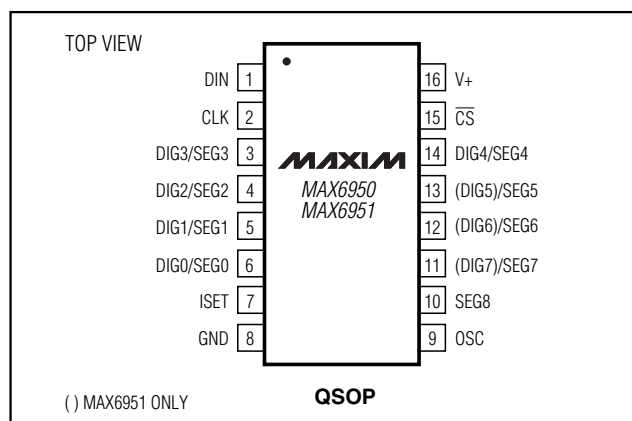 TOP VIEW
DIN 1
CLK 2
DIG3/SEG3 3
DIG2/SEG2 4
DIG1/SEG1 5
DIG0/SEG0 6
ISET 7
GND 8
MAXIM
MAX6950
MAX6951
16 V+
15 C̅S̅
14 DIG4/SEG4
13 (DIG5)/SEG5
12 (DIG6)/SEG6
11 (DIG7)/SEG7
10 SEG8
9 OSC
( ) MAX6951 ONLY
QSOP